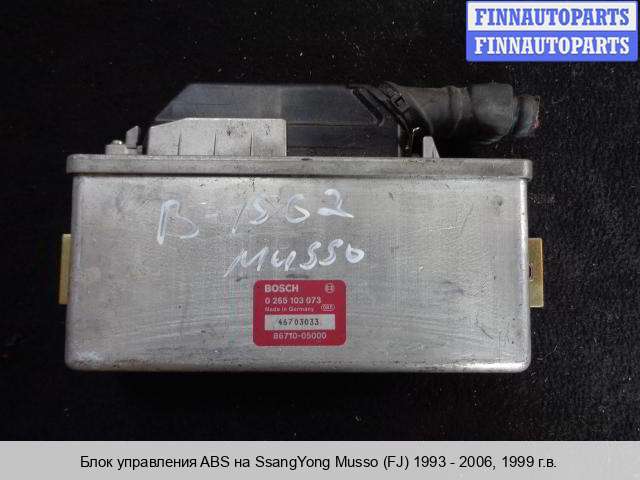 FINNAUTOPARTS
FINNAUTOPARTS
B-1562
MUSSO
BOSCH
0 265 103 073
Made in Germany
46703033
86710-05000
Блок управления ABS на SsangYong Musso (FJ) 1993 - 2006, 1999 г.в.